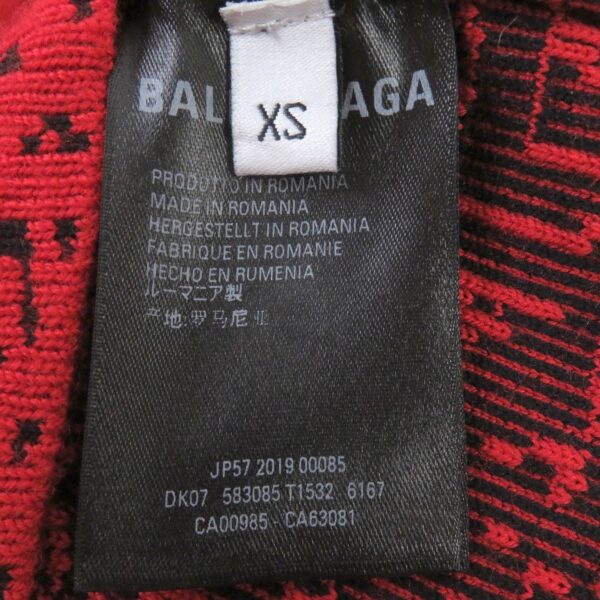 BAL AGA
XS
PRODOTTO IN ROMANIA
MADE IN ROMANIA
HERGESTELLT IN ROMANIA
FABRIQUE EN ROMANIE
HECHO EN RUMENIA
ルーマニア製
产地:罗马尼亚
JP57 2019 00085
DK07 583085 T1532 6167
CA00985 - CA63081